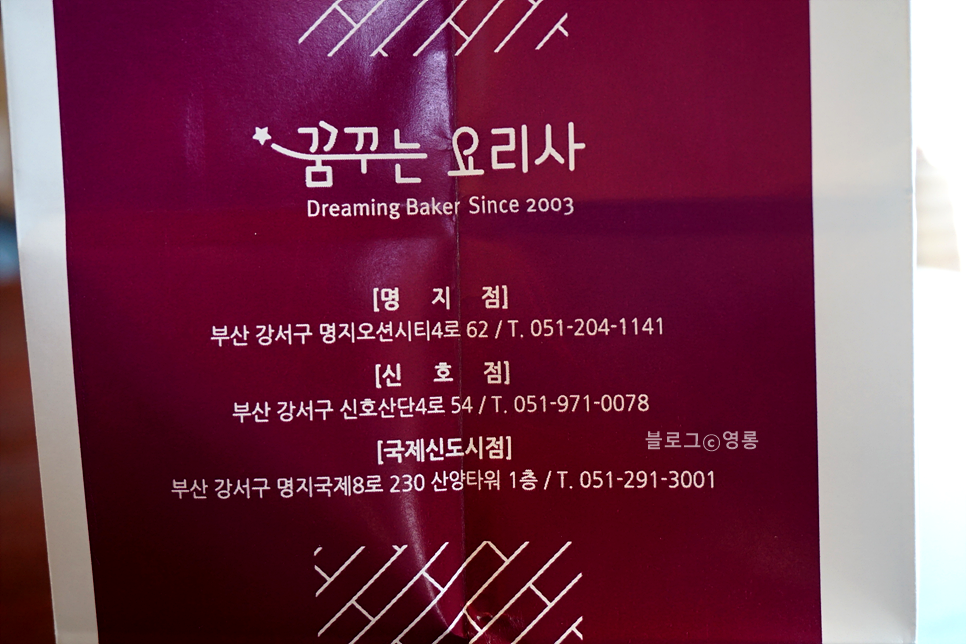 꿈꾸는 요리사
Dreaming Baker Since 2003
[명 지 점]
부산 강서구 명지오션시티4로 62 / T. 051-204-1141
[신 호 점]
부산 강서구 신호산단4로 54 / T. 051-971-0078
[국제신도시점]
블로그ⓒ영롱
부산 강서구 명지국제8로 230 산양타워 1층 / T. 051-291-3001